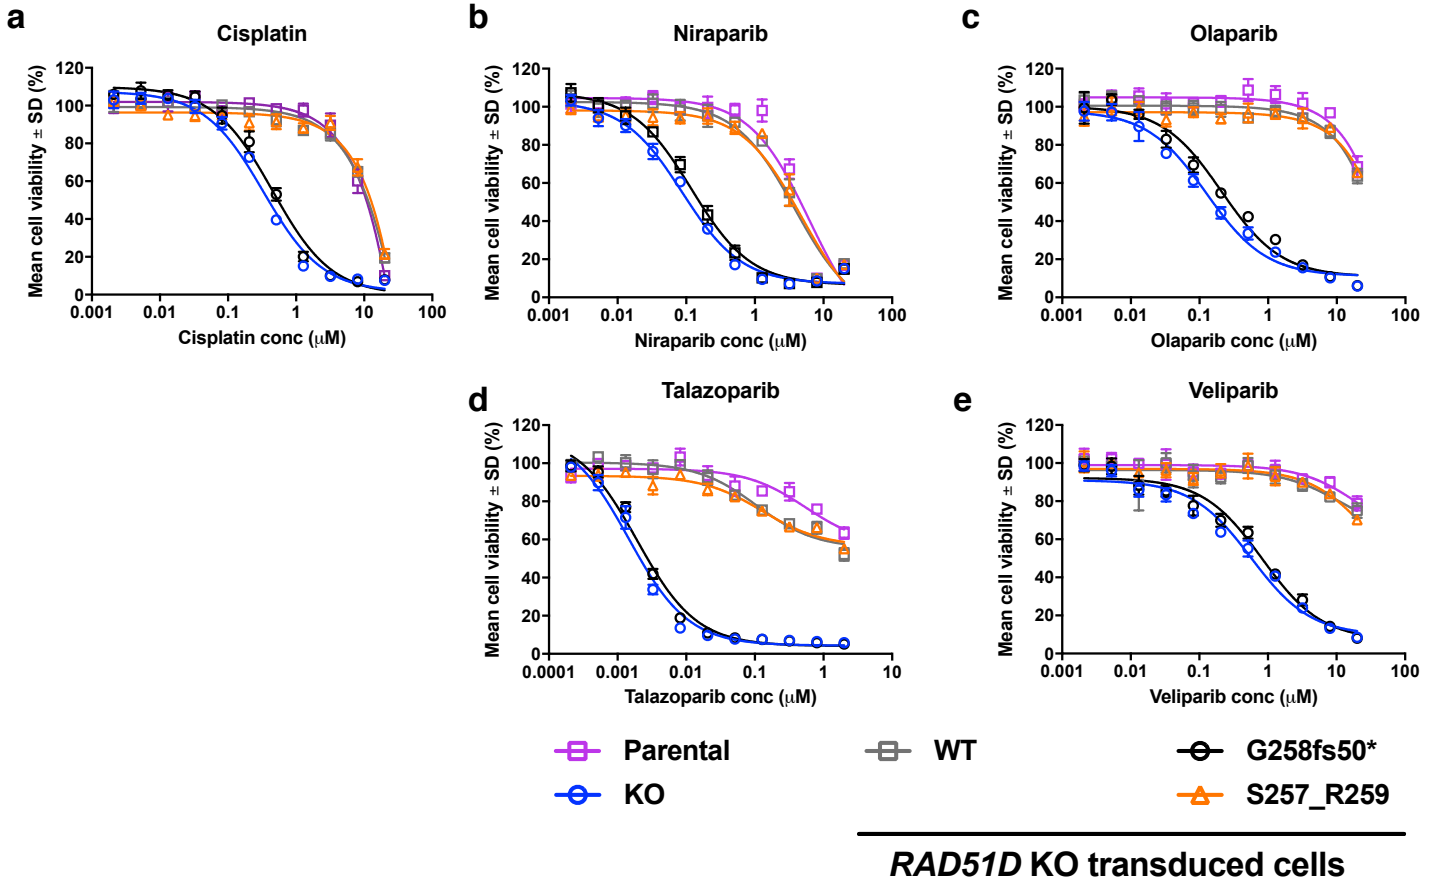 a
Cisplatin
Mean cell viability ± SD (%)
120
100
80
60
40
20
0
0.001 0.01 0.1 1 10 100
Cisplatin conc (μM)
b
Niraparib
Mean cell viability ± SD (%)
120
100
80
60
40
20
0
0.001 0.01 0.1 1 10 100
Niraparib conc (μM)
c
Olaparib
Mean cell viability ± SD (%)
120
100
80
60
40
20
0
0.001 0.01 0.1 1 10 100
Olaparib conc (μM)
d
Talazoparib
Mean cell viability ± SD (%)
120
100
80
60
40
20
0
0.0001 0.001 0.01 0.1 1 10
Talazoparib conc (μM)
e
Veliparib
Mean cell viability ± SD (%)
120
100
80
60
40
20
0
0.001 0.01 0.1 1 10 100
Veliparib conc (μM)
Parental WT G258fs50*
KO S257_R259
RAD51D KO transduced cells